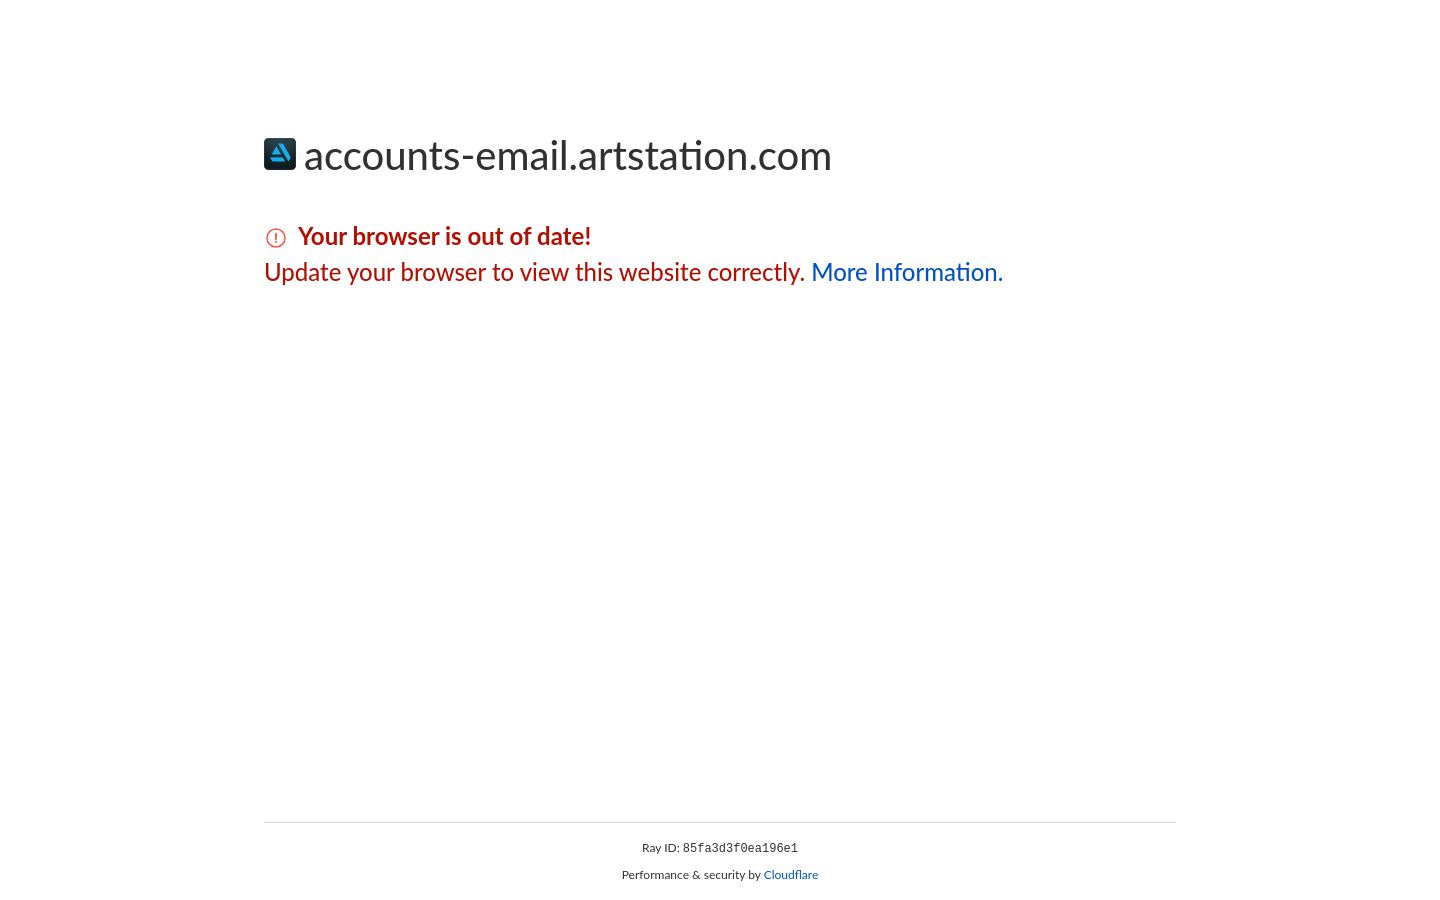 accounts-email.artstation.com
Your browser is out of date!
Update your browser to view this website correctly. More Information.
Ray ID: 85fa3d3f0ea196e1
Performance & security by Cloudflare